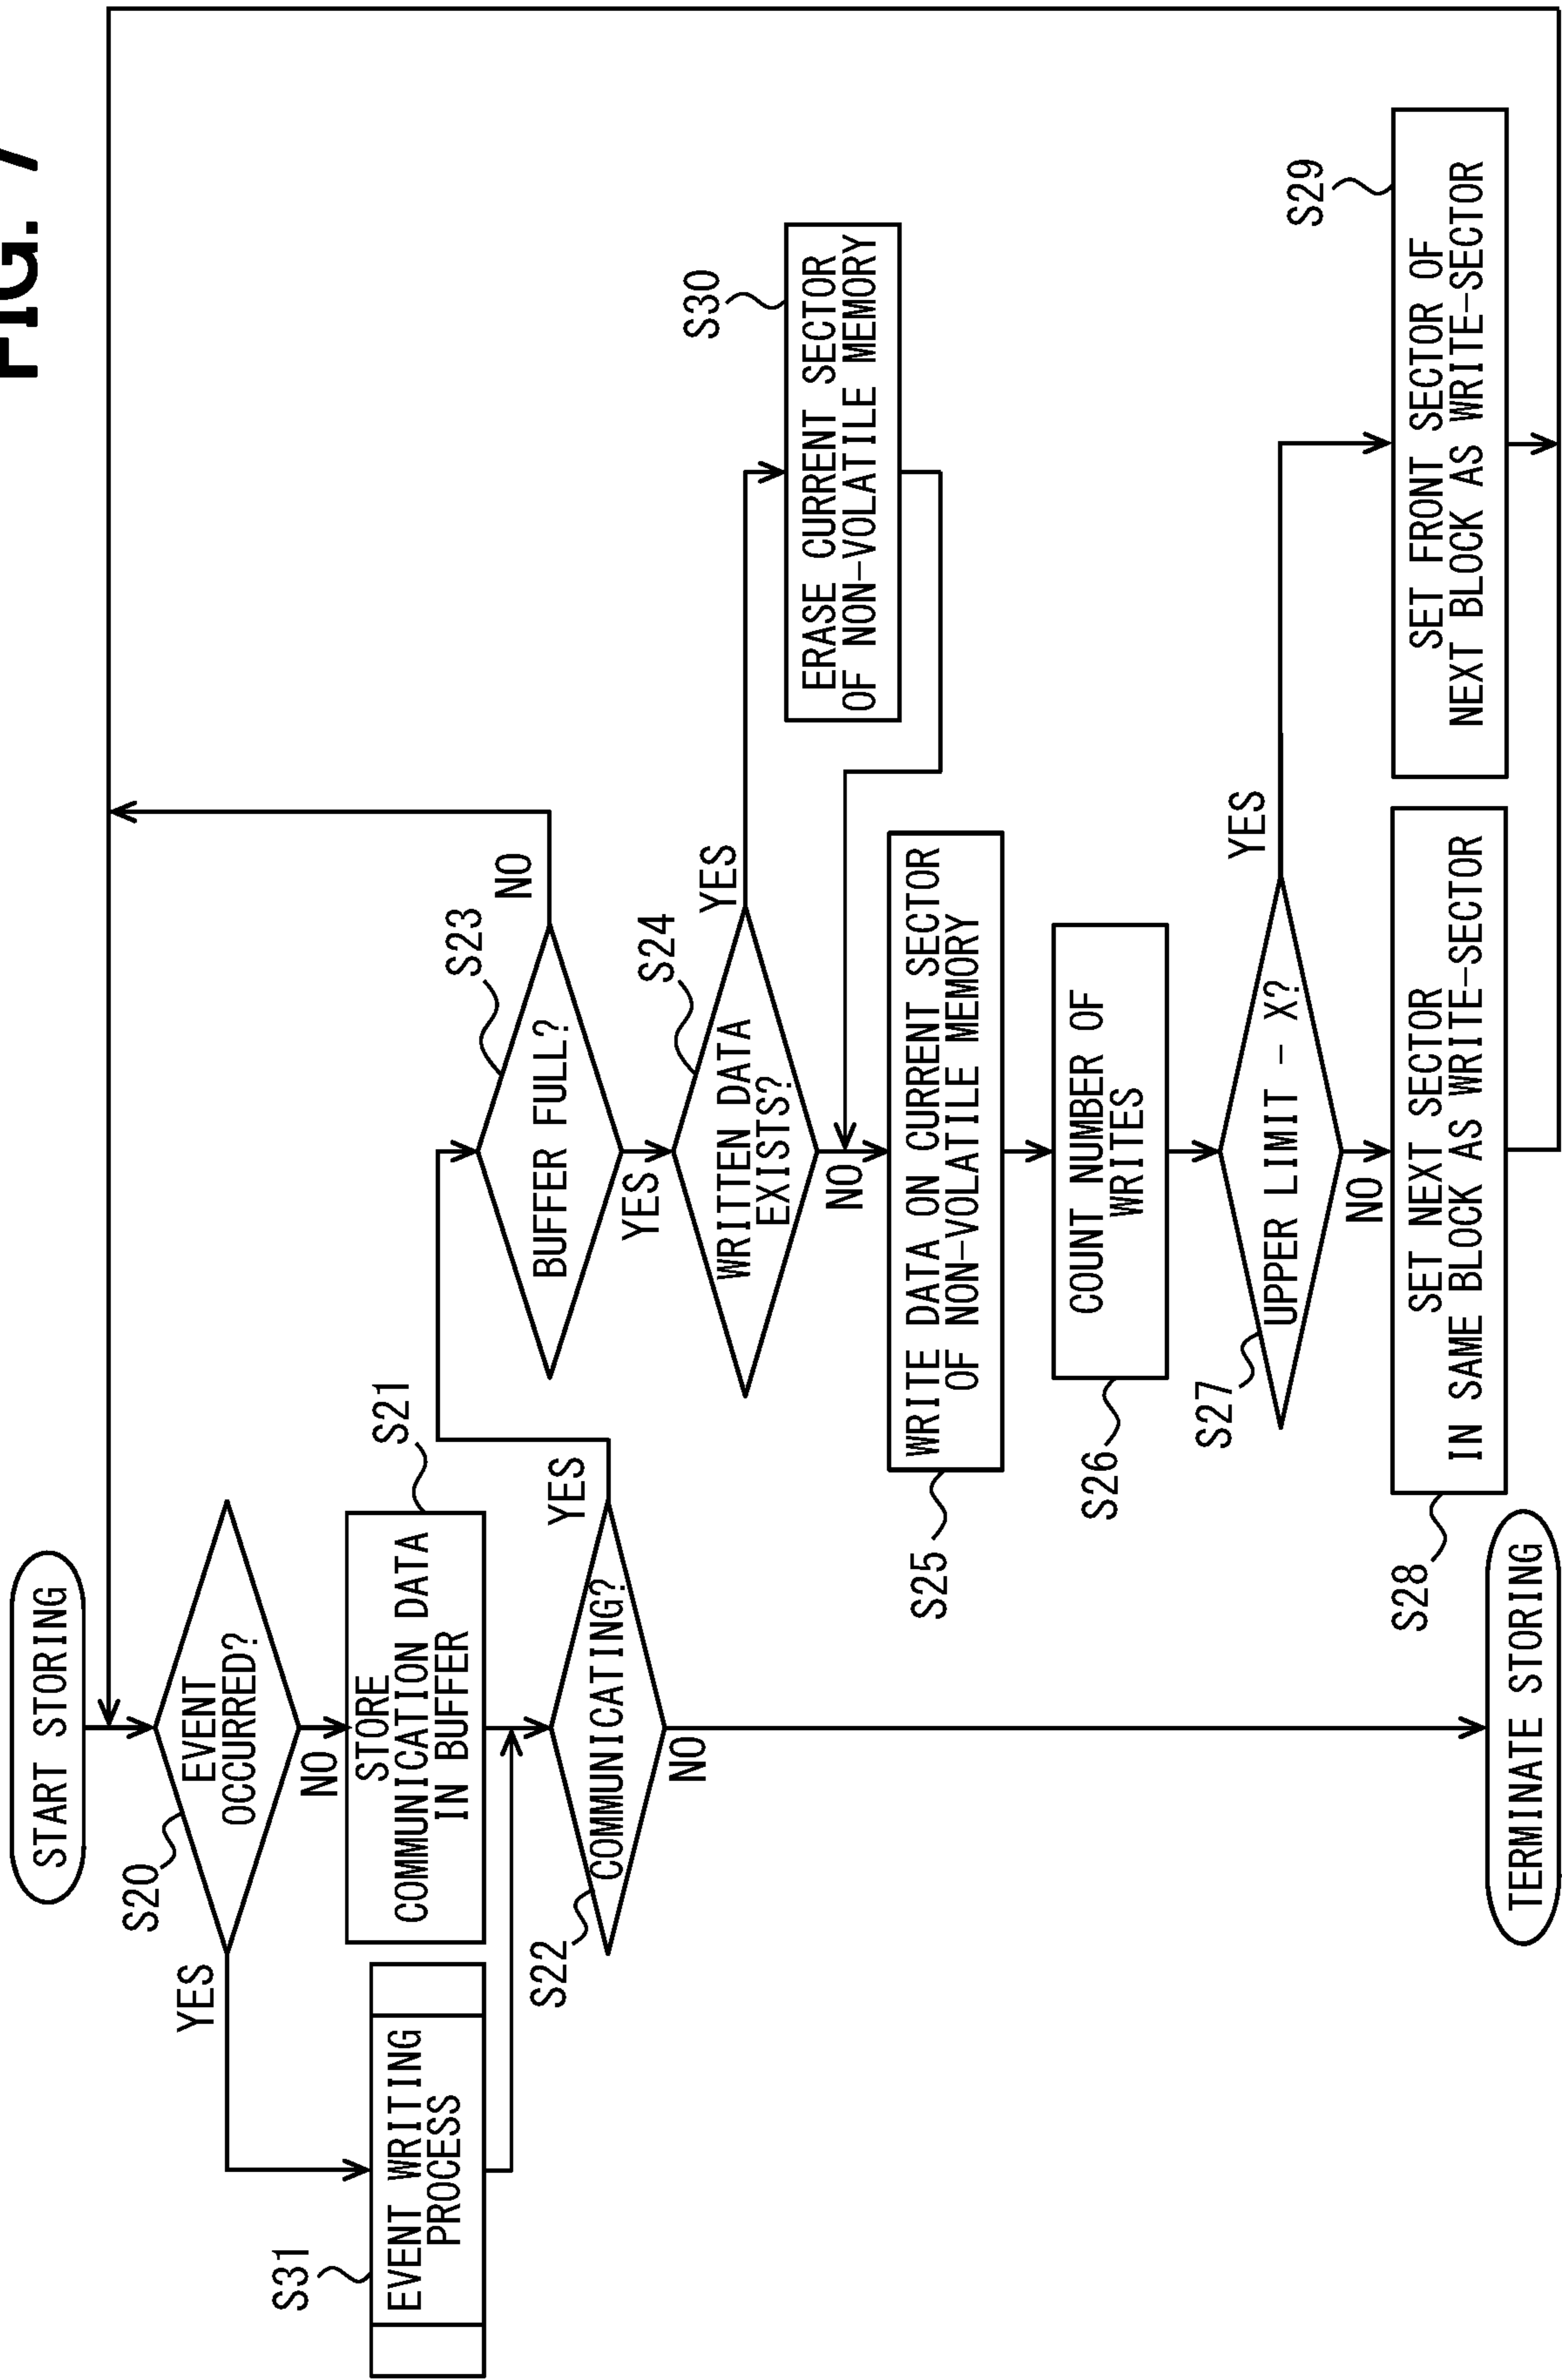 FIG. 7
START STORING
S20
EVENT
OCCURRED?
YES
NO
S31
EVENT WRITING
PROCESS
S21
STORE
COMMUNICATION DATA
IN BUFFER
S22
COMMUNICATING?
YES
NO
S23
BUFFER FULL?
NO
YES
S24
WRITTEN DATA
EXISTS?
YES
NO
S30
ERASE CURRENT SECTOR
OF NON-VOLATILE MEMORY
S25
WRITE DATA ON CURRENT SECTOR
OF NON-VOLATILE MEMORY
S26
COUNT NUMBER OF
WRITES
S27
UPPER LIMIT - X?
YES
NO
S28
SET NEXT SECTOR
IN SAME BLOCK AS WRITE-SECTOR
S29
SET FRONT SECTOR OF
NEXT BLOCK AS WRITE-SECTOR
TERMINATE STORING